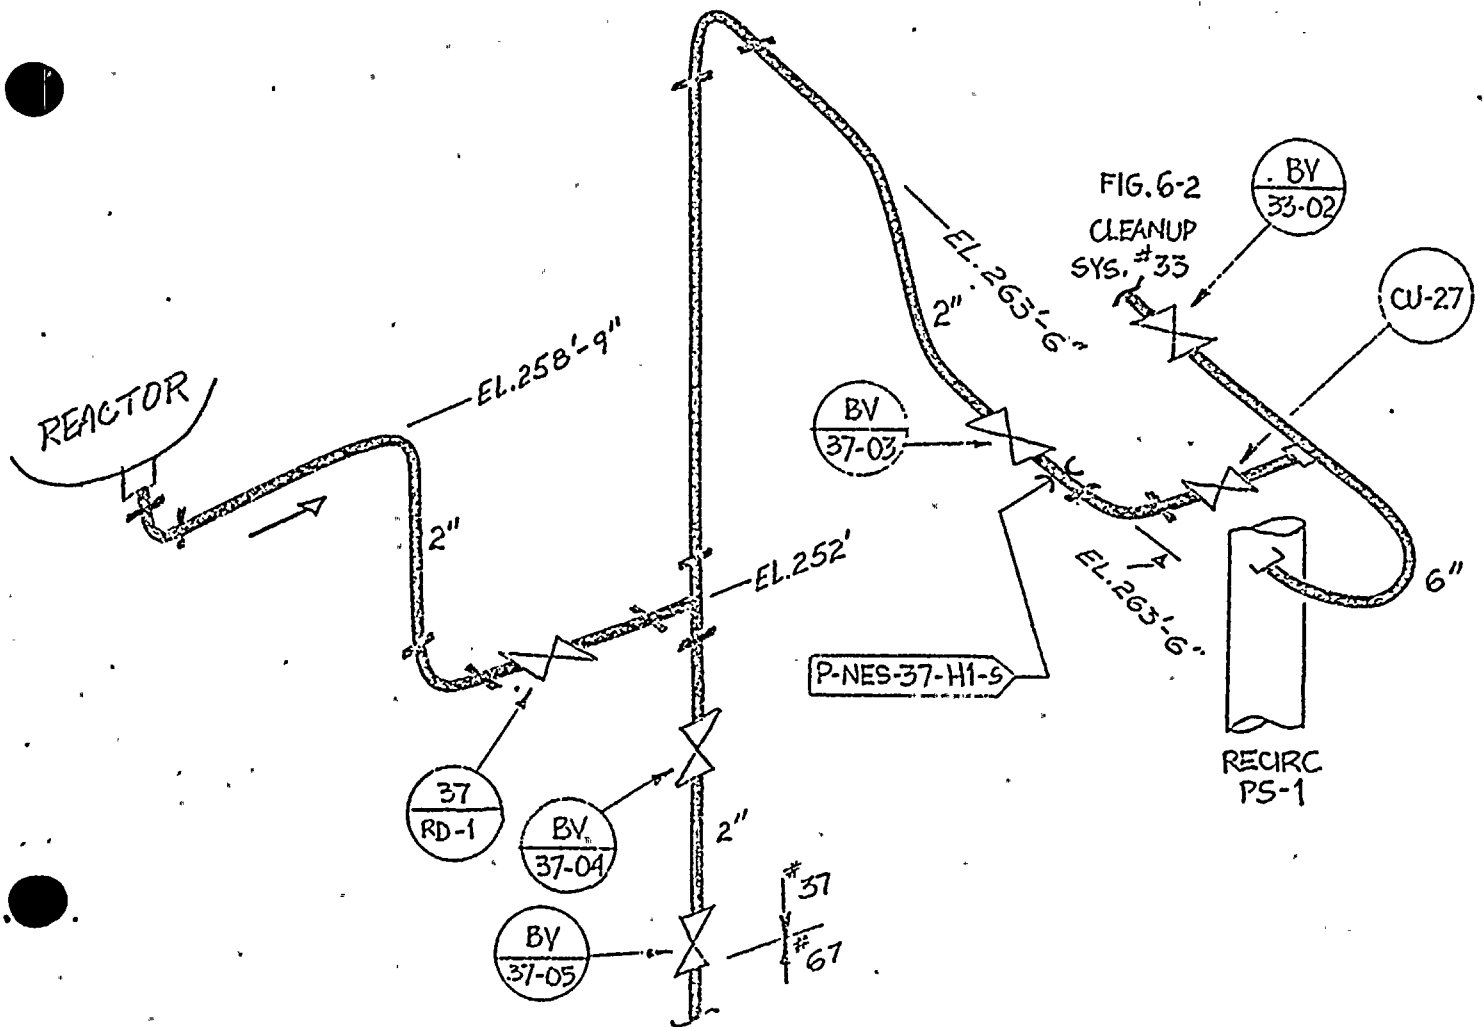 FIG. 6-2
CLEANUP
SYS. #33
BV
33-02
CU-27
EL. 263'-6"
2"
EL. 258'-9"
REACTOR
BV
37-03
2"
EL. 252'
EL. 263'-6"
6"
P-NES-37-H1-S
RECIRC
PS-1
37
RD-1
BV
37-04
2"
#37
BV
37-05
#67